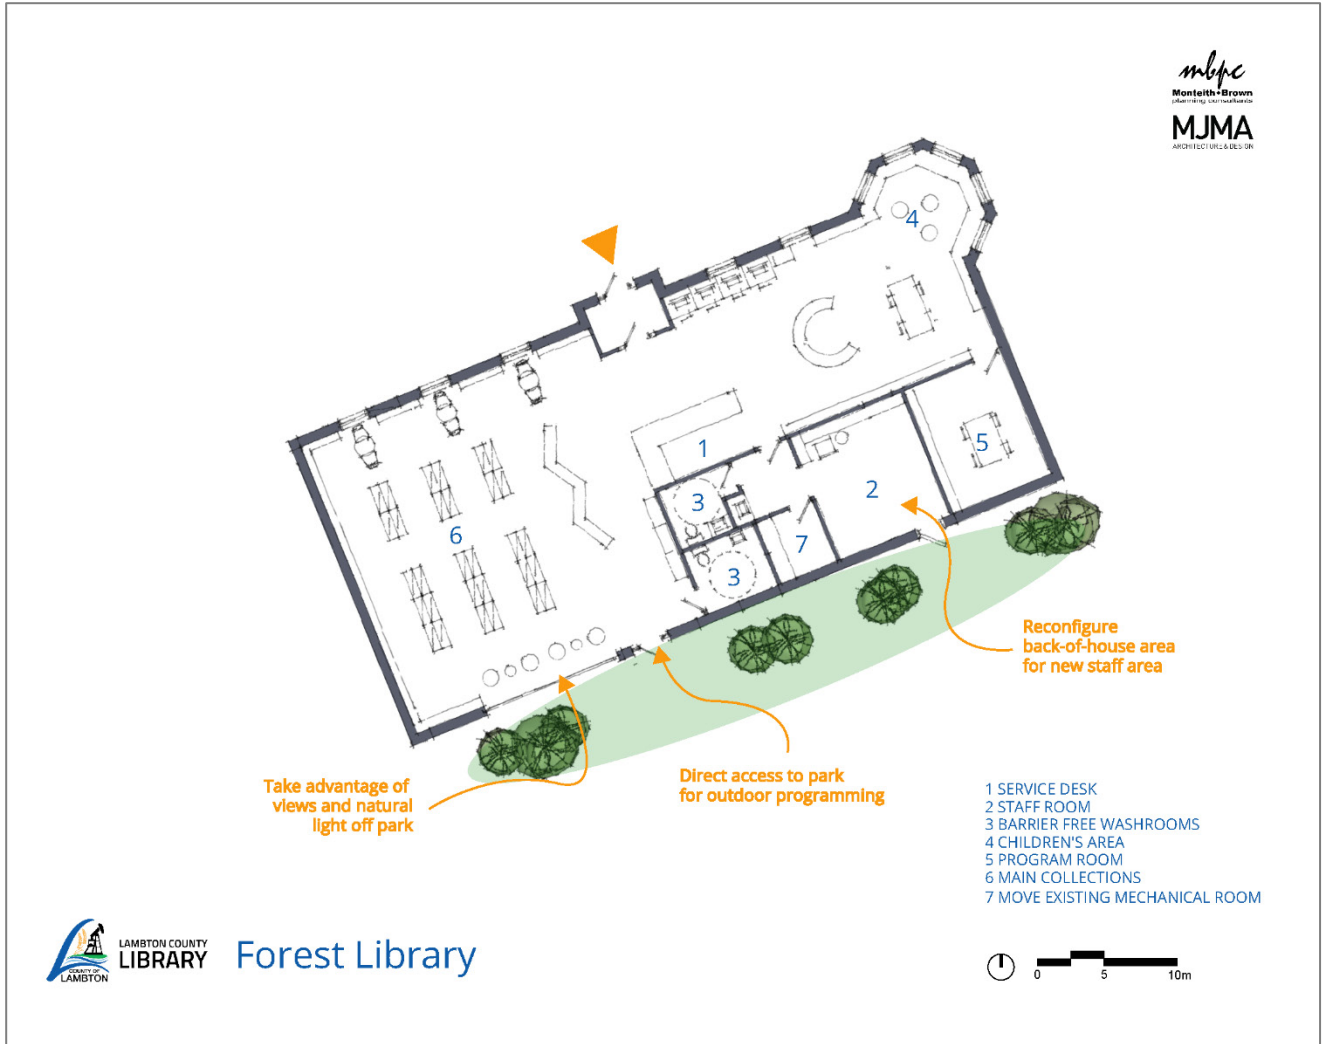 mbpc
Monteith•Brown
planning consultants
MJMA
ARCHITECTURE & DESIGN
4
1
5
3
2
6
7
3
Reconfigure
back-of-house area
for new staff area
Take advantage of
views and natural
light off park
Direct access to park
for outdoor programming
1 SERVICE DESK
2 STAFF ROOM
3 BARRIER FREE WASHROOMS
4 CHILDREN'S AREA
5 PROGRAM ROOM
6 MAIN COLLECTIONS
7 MOVE EXISTING MECHANICAL ROOM
COUNTY OF
LAMBTON
LAMBTON COUNTY
LIBRARY
Forest Library
0 5 10m